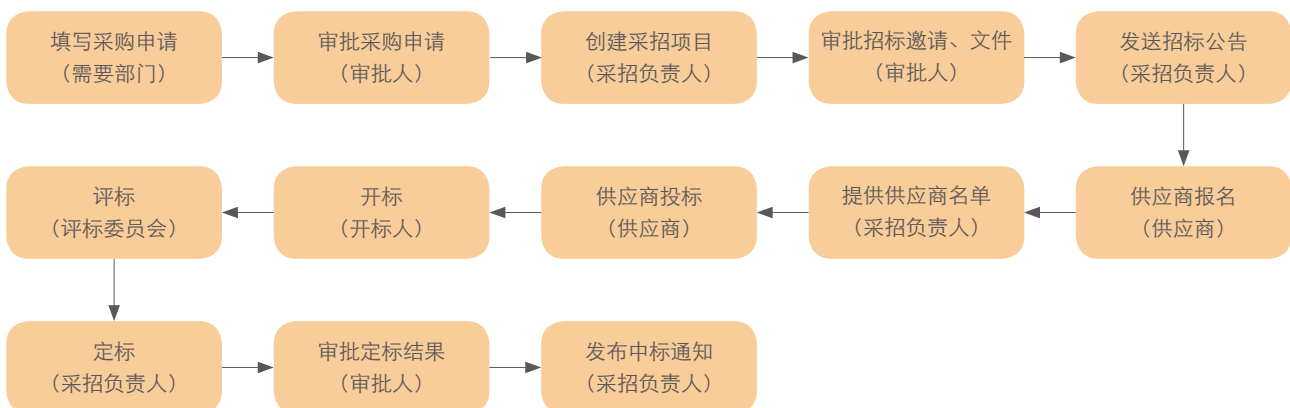 填写采购申请
（需要部门）
审批采购申请
（审批人）
创建采招项目
（采招负责人）
审批招标邀请、文件
（审批人）
发送招标公告
（采招负责人）
供应商报名
（供应商）
提供供应商名单
（采招负责人）
供应商投标
（供应商）
开标
（开标人）
评标
（评标委员会）
定标
（采招负责人）
审批定标结果
（审批人）
发布中标通知
（采招负责人）